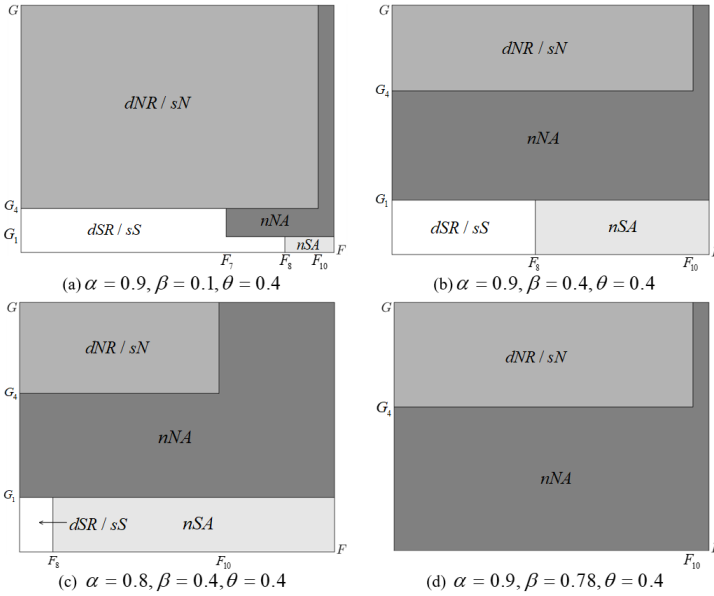 G
dNR / sN
G4
dSR / sS
nNA
G1
nSA
F
F7
F8
F10
(a) α = 0.9, β = 0.1, θ = 0.4
G
dNR / sN
G4
nNA
G1
dSR / sS
nSA
F8
F10
(b) α = 0.9, β = 0.4, θ = 0.4
G
dNR / sN
G4
nNA
G1
dSR / sS
nSA
F
F8
F10
(c) α = 0.8, β = 0.4, θ = 0.4
G
dNR / sN
G4
nNA
F10
(d) α = 0.9, β = 0.78, θ = 0.4